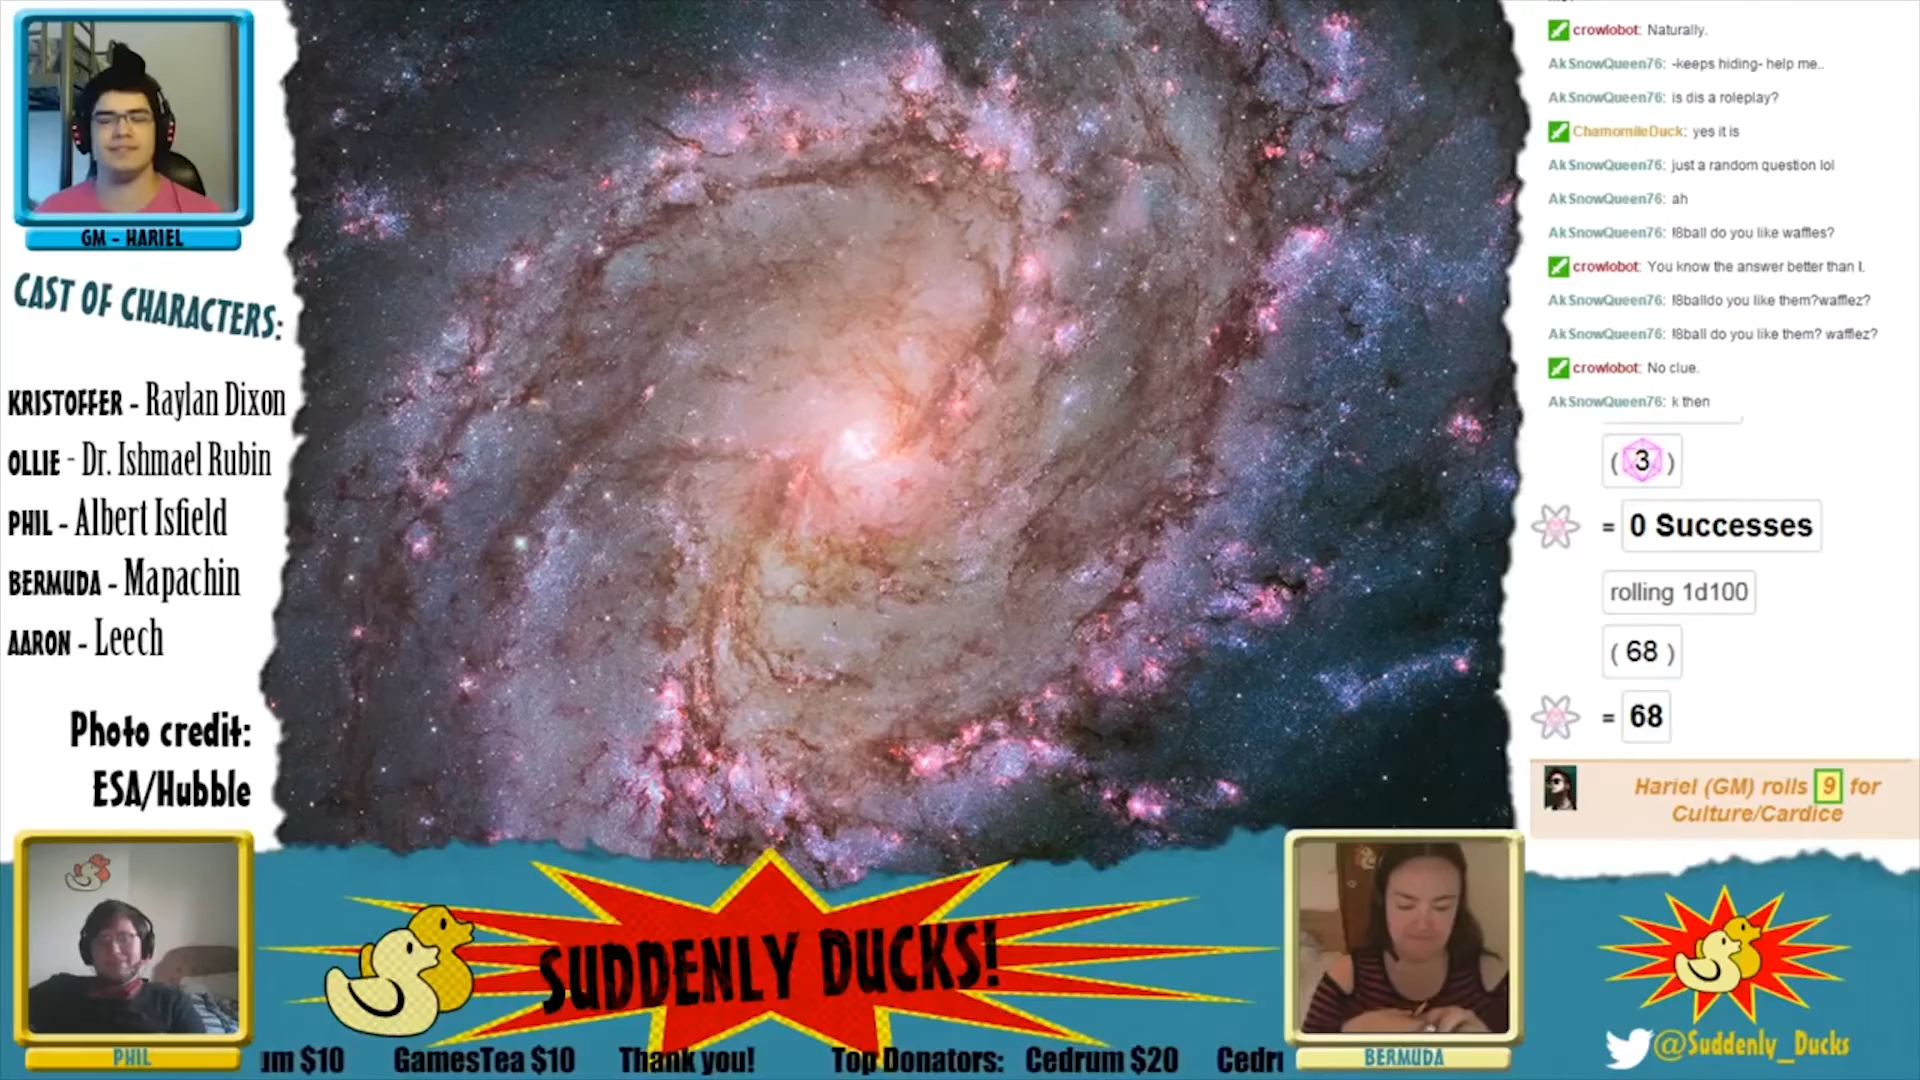 GM - HARIEL
CAST OF CHARACTERS:
KRISTOFFER - Raylan Dixon
OLLIE - Dr. Ishmael Rubin
PHIL - Albert Isfield
BERMUDA - Mapachin
AARON - Leech
Photo credit:
ESA/Hubble
PHIL
SUDDENLY DUCKS!
um $10 GamesTea $10 Thank you! Top Donators: Cedrum $20 Cedru
BERMUDA
crowlobot: Naturally.
AkSnowQueen76: -keeps hiding- help me..
AkSnowQueen76: is dis a roleplay?
ChamomileDuck: yes it is
AkSnowQueen76: just a random question lol
AkSnowQueen76: ah
AkSnowQueen76: !8ball do you like waffles?
crowlobot: You know the answer better than I.
AkSnowQueen76: !8balldo you like them?wafflez?
AkSnowQueen76: !8ball do you like them? wafflez?
crowlobot: No clue.
AkSnowQueen76: k then
( 3 )
= 0 Successes
rolling 1d100
( 68 )
= 68
Hariel (GM) rolls 9 for
Culture/Cardice
@Suddenly_Ducks